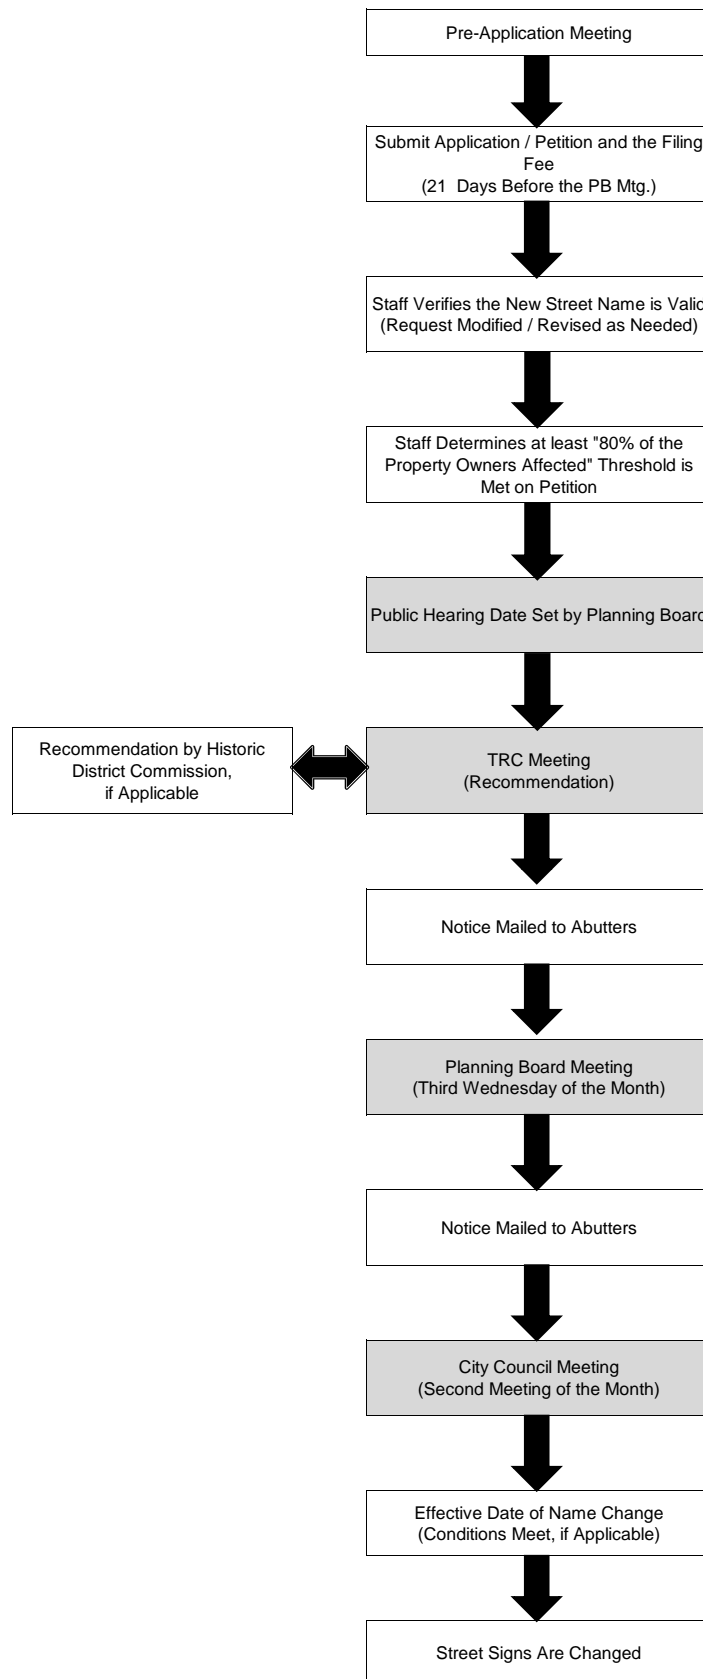 Pre-Application Meeting
Submit Application / Petition and the Filing
Fee
(21 Days Before the PB Mtg.)
Staff Verifies the New Street Name is Valid
(Request Modified / Revised as Needed)
Staff Determines at least "80% of the
Property Owners Affected" Threshold is
Met on Petition
Public Hearing Date Set by Planning Board
Recommendation by Historic
District Commission,
if Applicable
TRC Meeting
(Recommendation)
Notice Mailed to Abutters
Planning Board Meeting
(Third Wednesday of the Month)
Notice Mailed to Abutters
City Council Meeting
(Second Meeting of the Month)
Effective Date of Name Change
(Conditions Meet, if Applicable)
Street Signs Are Changed